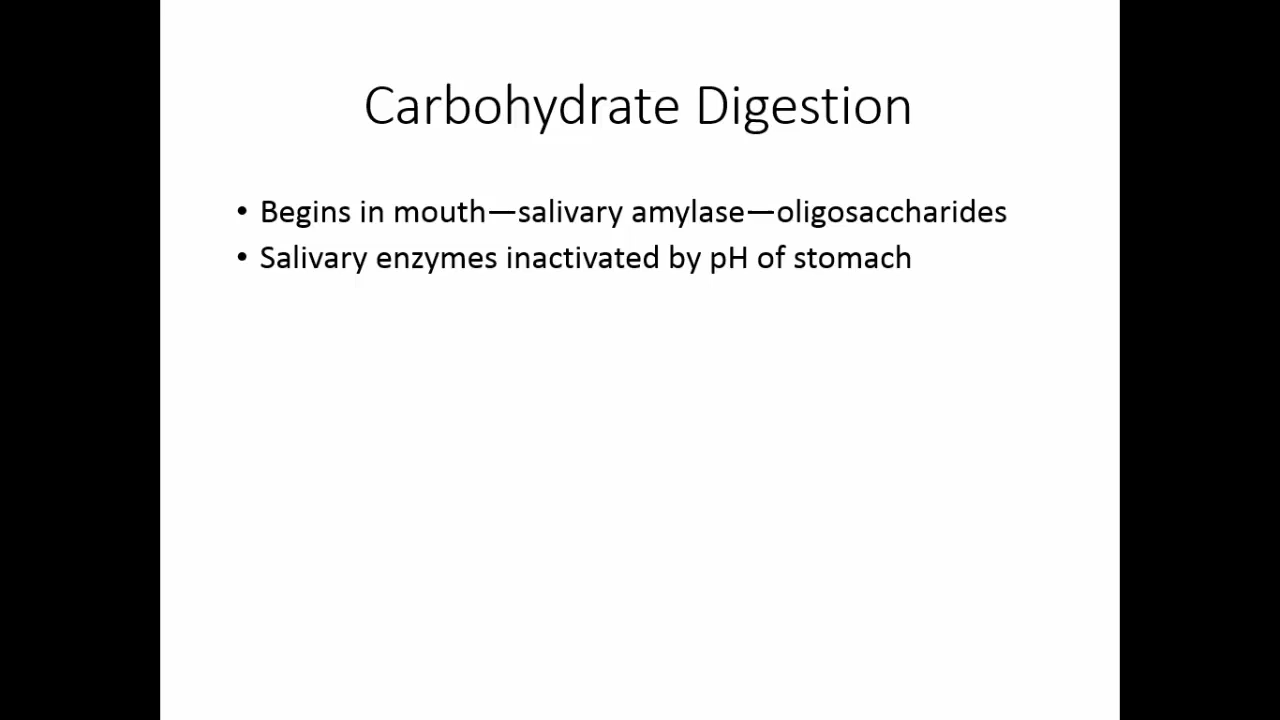 Carbohydrate Digestion
• Begins in mouth—salivary amylase—oligosaccharides
• Salivary enzymes inactivated by pH of stomach